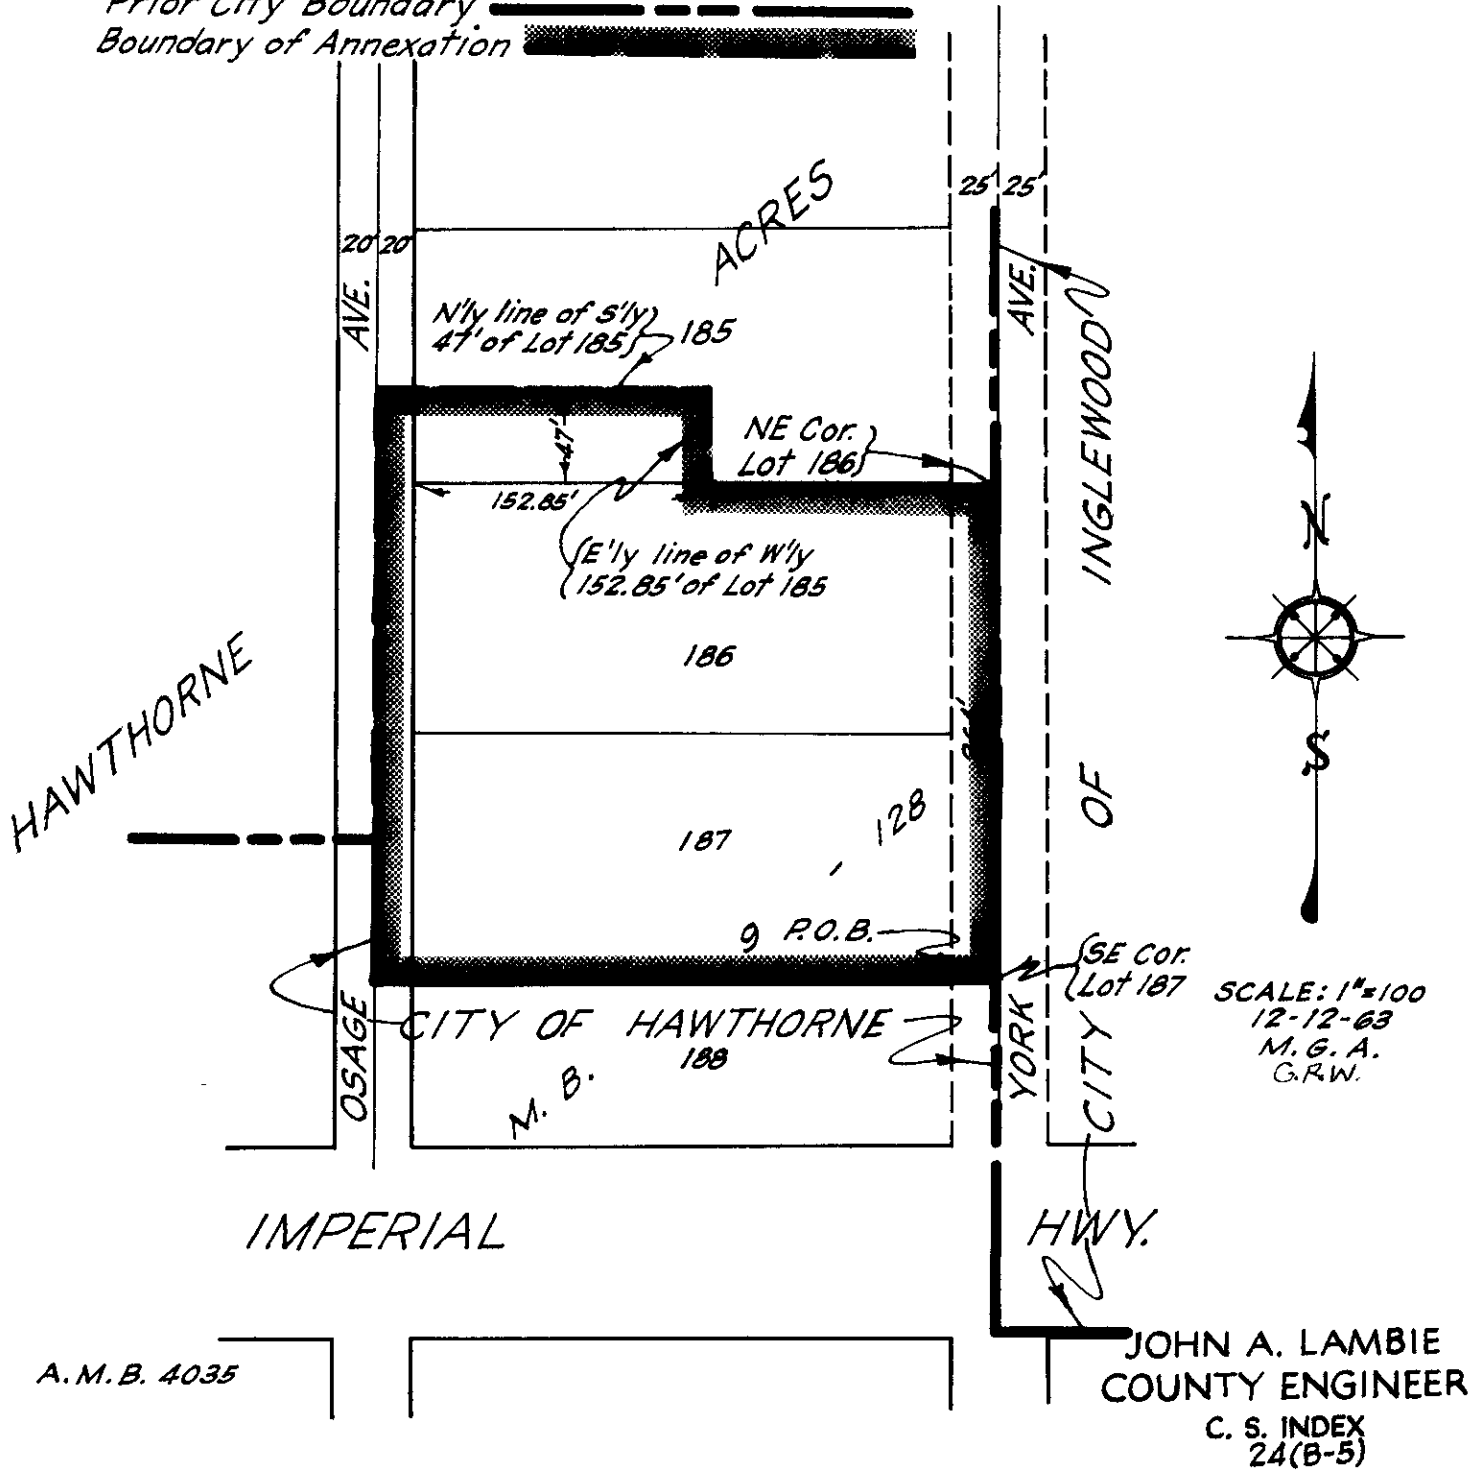 Prior City Boundary
Boundary of Annexation
25' 25'
ACRES
20' 20'
AVE.
AVE.
N'ly line of S'ly
47' of Lot 185
185
INGLEWOOD
NE Cor.
Lot 186
47'
152.85'
N
E'ly line of W'ly
152.85' of Lot 185
HAWTHORNE
186
S
OF
128
187
9
P.O.B.
SE Cor.
Lot 187
SCALE: 1"=100
12-12-63
M. G. A.
G.R.W.
OSAGE
CITY OF HAWTHORNE
YORK
CITY
188
M. B.
IMPERIAL
HWY.
JOHN A. LAMBIE
COUNTY ENGINEER
C. S. INDEX
24(B-5)
A.M.B. 4035